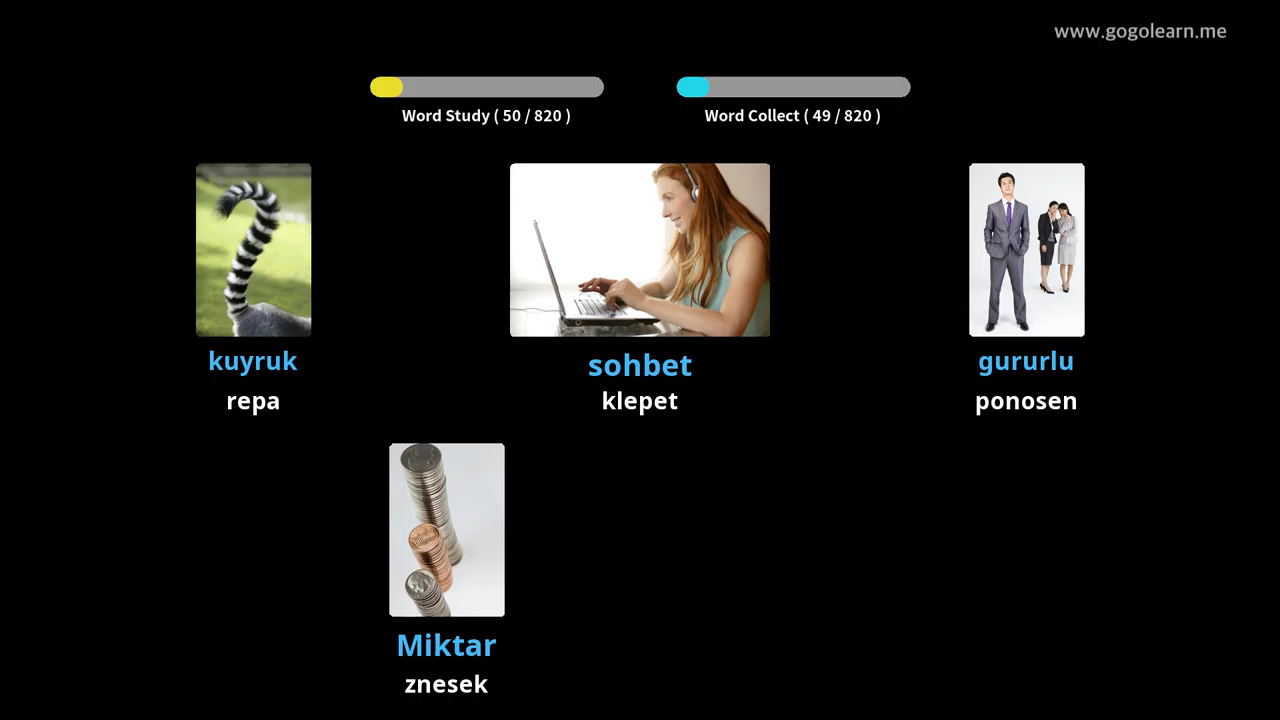 www.gogolearn.me
Word Study ( 50 / 820 )
Word Collect ( 49 / 820 )
kuyruk
repa
sohbet
klepet
gururlu
ponosen
Miktar
znesek